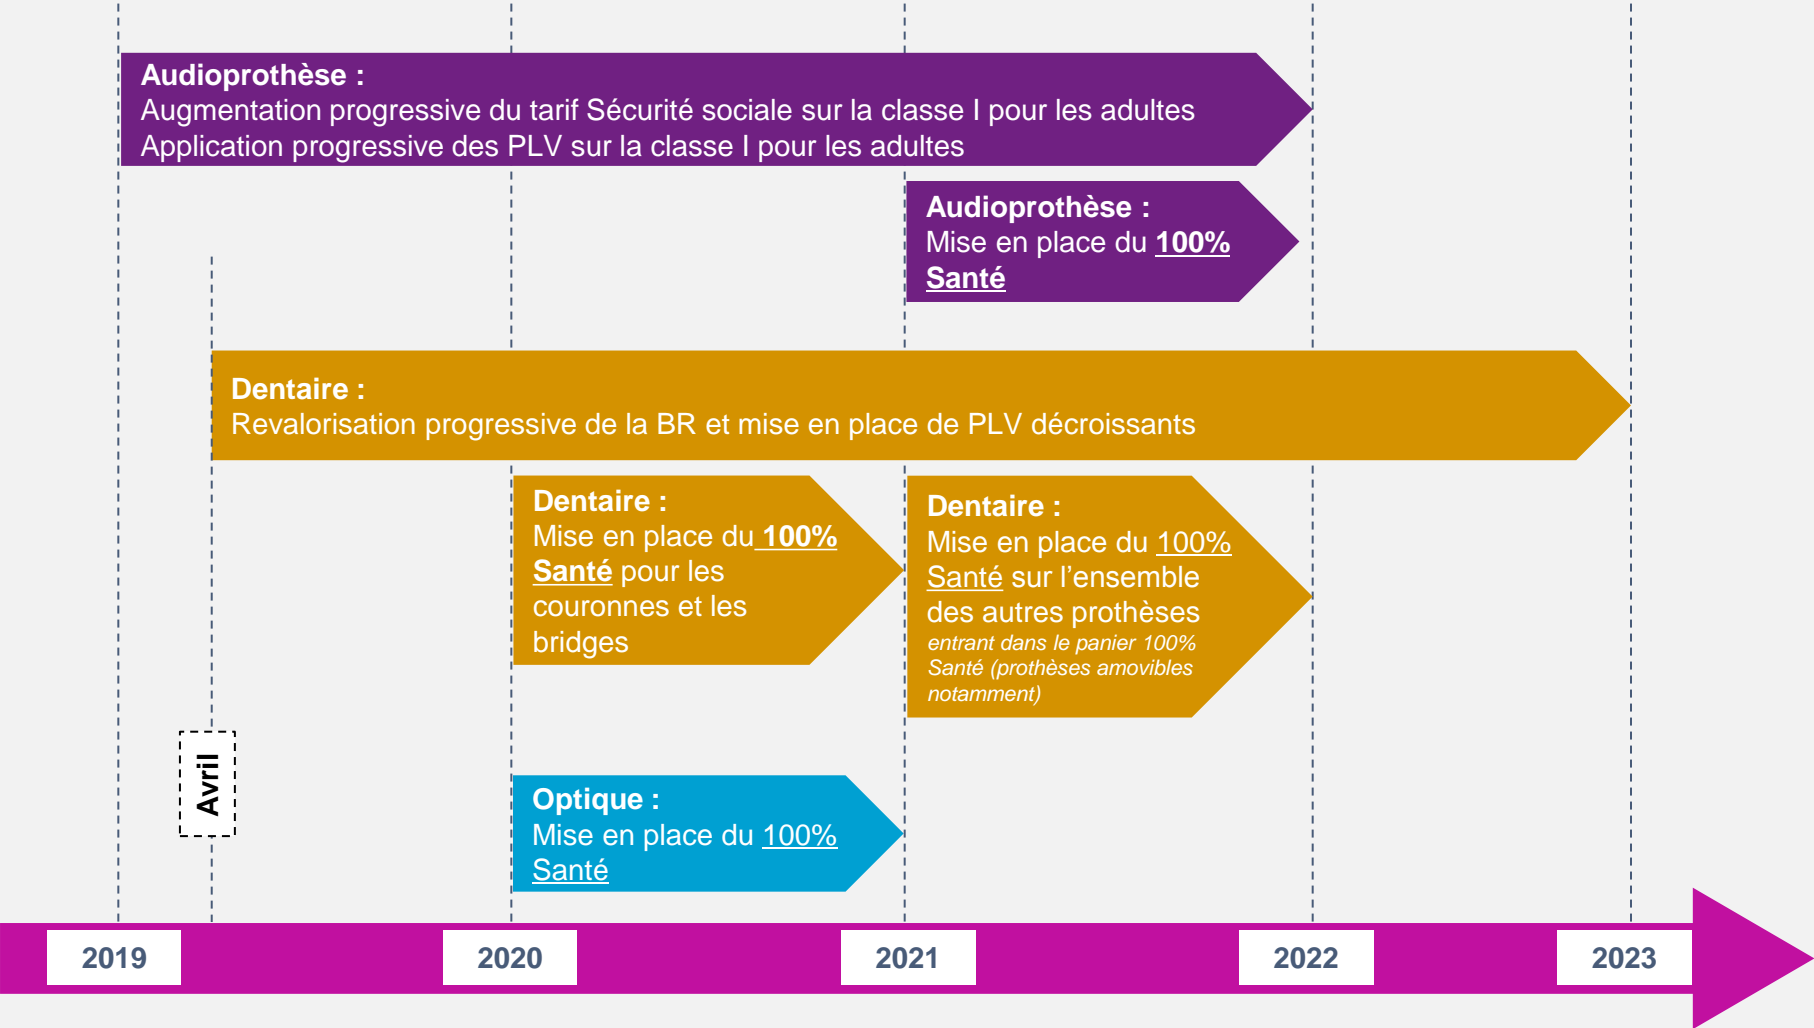 Audioprothèse :
Augmentation progressive du tarif Sécurité sociale sur la classe I pour les adultes
Application progressive des PLV sur la classe I pour les adultes
Audioprothèse :
Mise en place du 100%
Santé
Dentaire :
Revalorisation progressive de la BR et mise en place de PLV décroissants
Dentaire :
Mise en place du 100%
Santé pour les
couronnes et les
bridges
Dentaire :
Mise en place du 100%
Santé sur l’ensemble
des autres prothèses
entrant dans le panier 100%
Santé (prothèses amovibles
notamment)
Avril
Optique :
Mise en place du 100%
Santé
2019
2020
2021
2022
2023